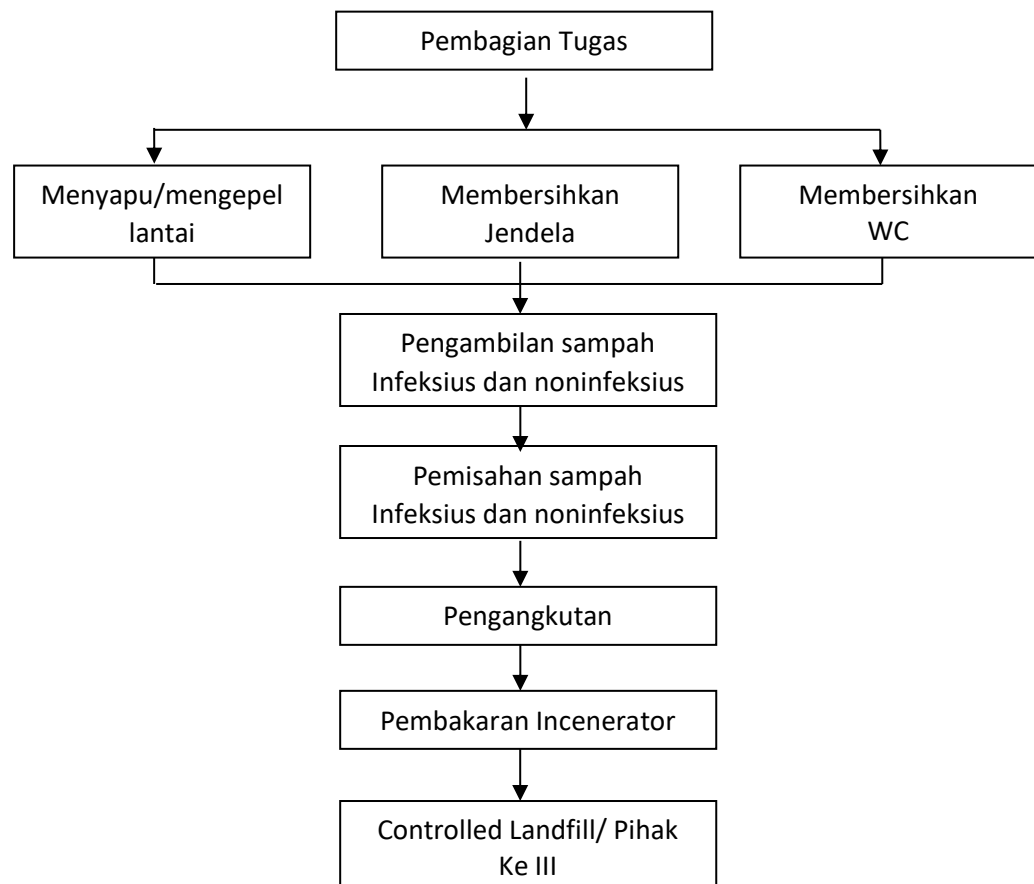 Pembagian Tugas
Menyapu/mengepel
lantai
Membersihkan
Jendela
Membersihkan
WC
Pengambilan sampah
Infeksius dan noninfeksius
Pemisahan sampah
Infeksius dan noninfeksius
Pengangkutan
Pembakaran Incenerator
Controlled Landfill/ Pihak
Ke III